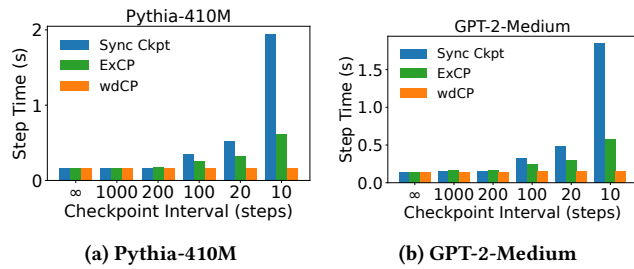 Pythia-410M
Step Time (s)
2
1
0
Sync Ckpt
ExCP
wdCP
∞ 1000 200 100 20 10
Checkpoint Interval (steps)
(a) Pythia-410M
GPT-2-Medium
Step Time (s)
1.5
1.0
0.5
0.0
Sync Ckpt
ExCP
wdCP
∞ 1000 200 100 20 10
Checkpoint Interval (steps)
(b) GPT-2-Medium